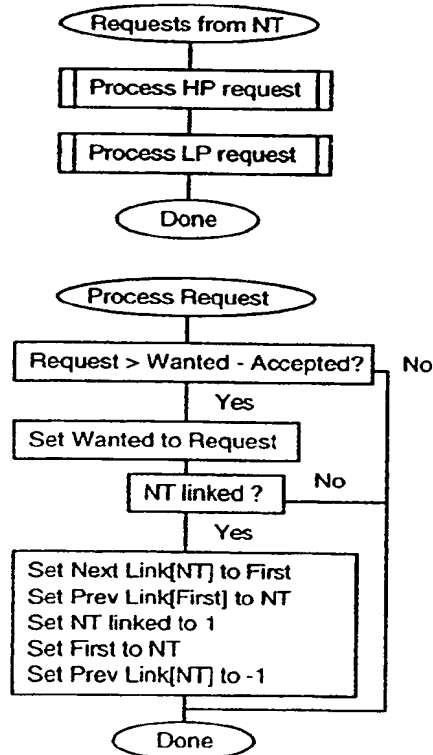 Requests from NT
Process HP request
Process LP request
Done
Process Request
Request > Wanted - Accepted?
No
Yes
Set Wanted to Request
NT linked ?
No
Yes
Set Next Link[NT] to First
Set Prev Link[First] to NT
Set NT linked to 1
Set First to NT
Set Prev Link[NT] to -1
Done